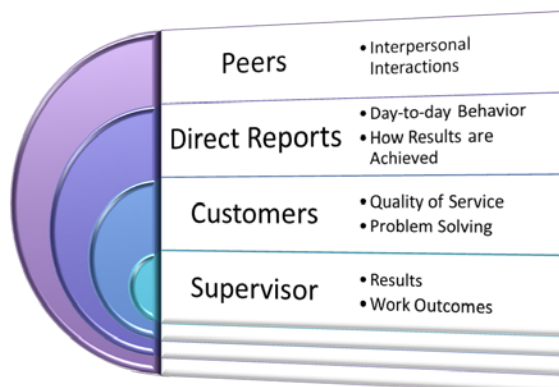 Peers
• Interpersonal
Interactions
Direct Reports
• Day-to-day Behavior
• How Results are
Achieved
Customers
• Quality of Service
• Problem Solving
Supervisor
• Results
• Work Outcomes